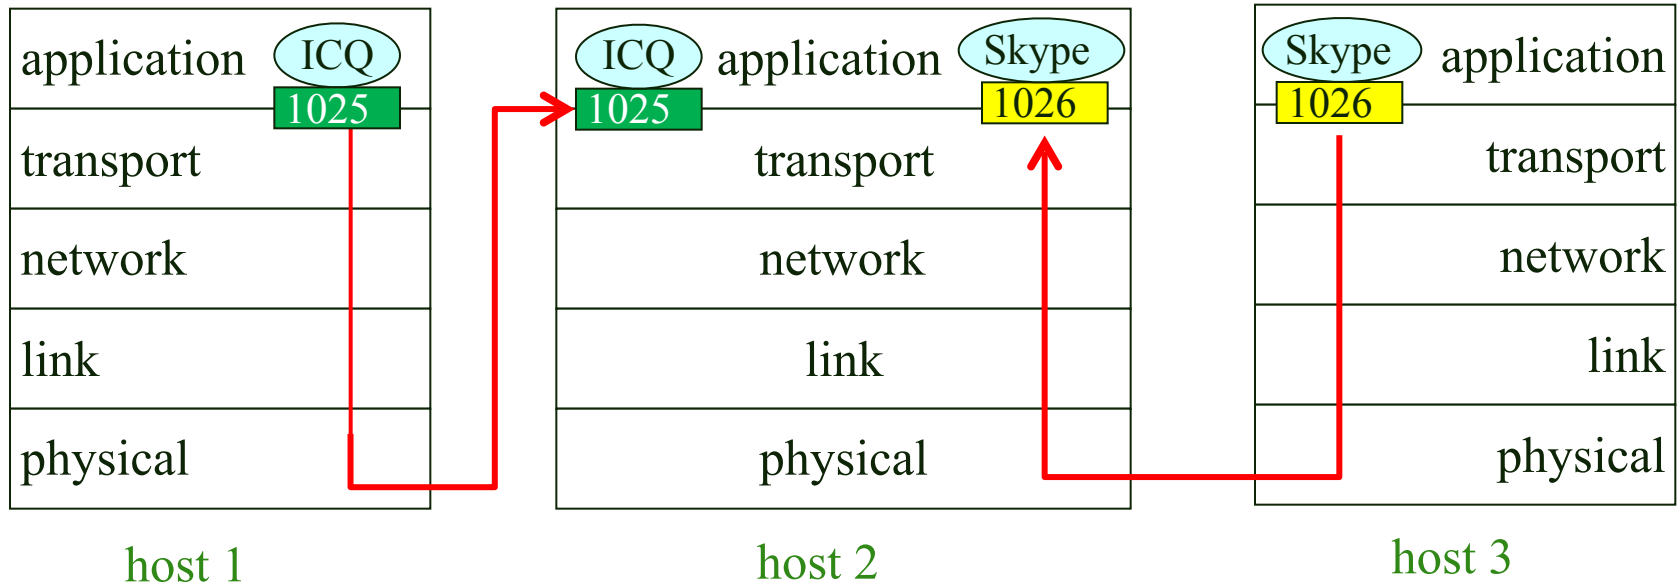 application
ICQ
1025
transport
network
link
physical
host 1
ICQ
1025
application
Skype
1026
transport
network
link
physical
host 2
Skype
1026
application
transport
network
link
physical
host 3